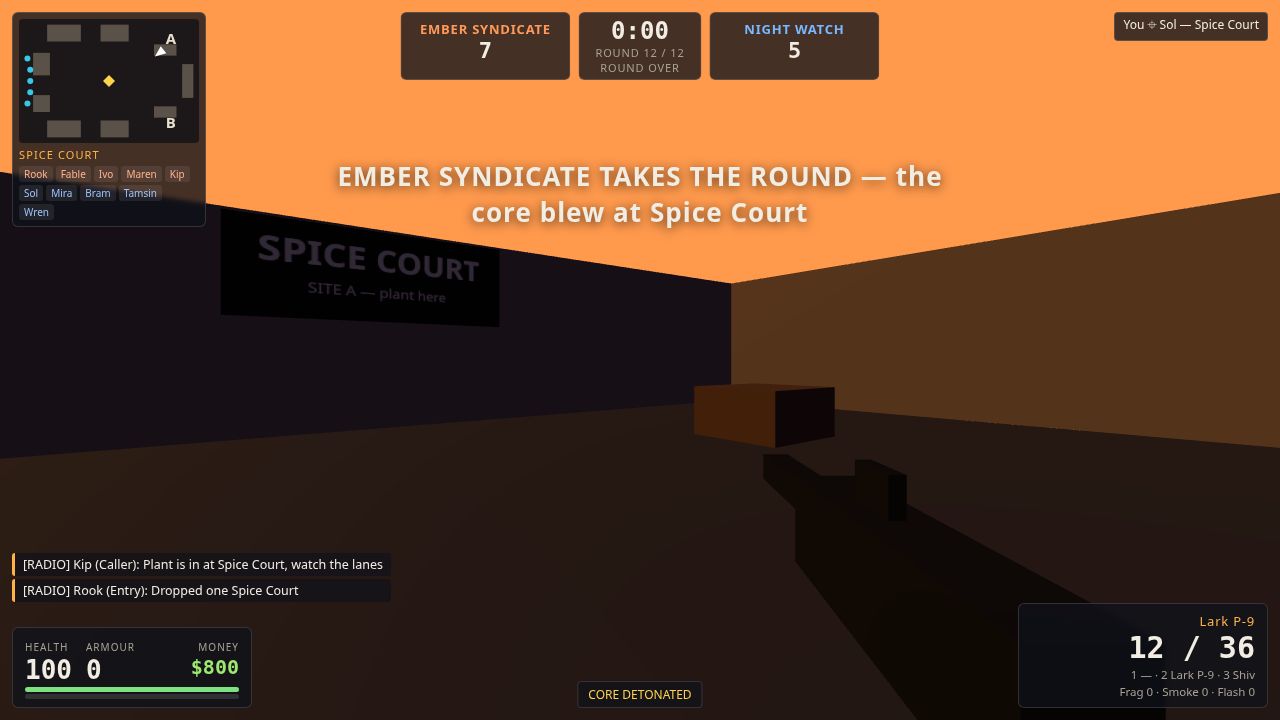 A
B
SPICE COURT
Rook Fable Ivo Maren Kip
Sol Mira Bram Tamsin
Wren
EMBER SYNDICATE
7
0:00
ROUND 12 / 12
ROUND OVER
NIGHT WATCH
5
You ⌖ Sol — Spice Court
EMBER SYNDICATE TAKES THE ROUND — the
core blew at Spice Court
SPICE COURT
SITE A — plant here
[RADIO] Kip (Caller): Plant is in at Spice Court, watch the lanes
[RADIO] Rook (Entry): Dropped one Spice Court
HEALTH ARMOUR MONEY
100 0 $800
CORE DETONATED
Lark P-9
12 / 36
1 — · 2 Lark P-9 · 3 Shiv
Frag 0 · Smoke 0 · Flash 0